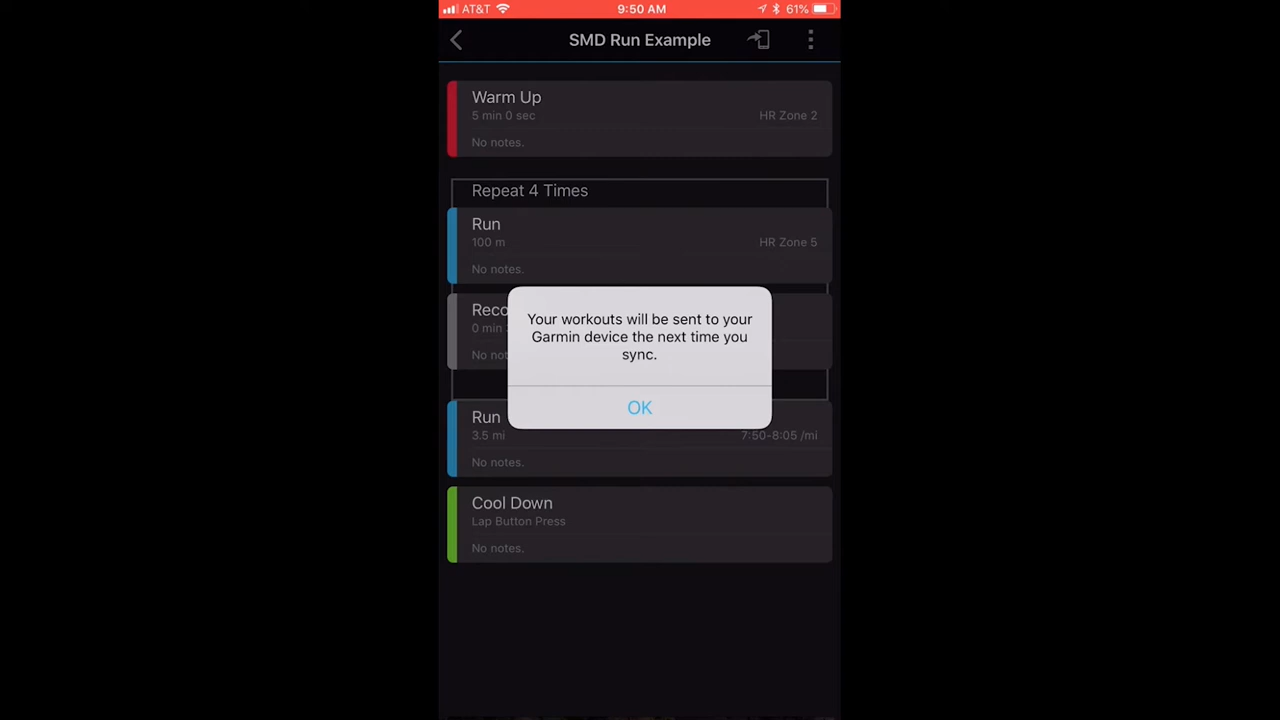 AT&T 9:50 AM 61%
SMD Run Example
Warm Up
5 min 0 sec HR Zone 2
No notes.
Repeat 4 Times
Run
100 m HR Zone 5
No notes.
Reco
0 min
No not
Your workouts will be sent to your
Garmin device the next time you
sync.
OK
Run
3.5 mi 7:50-8:05 /mi
No notes.
Cool Down
Lap Button Press
No notes.